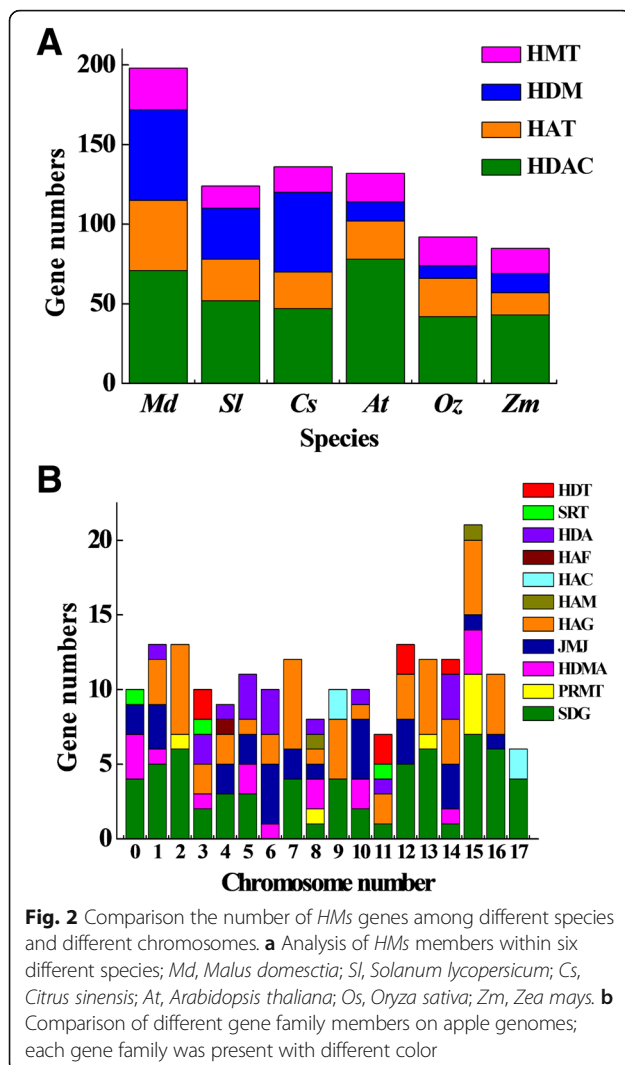 A
200
150
100
50
0
Gene numbers
HMT
HDM
HAT
HDAC
Md Sl Cs At Oz Zm
Species
B
20
15
10
5
0
Gene numbers
HDT
SRT
HDA
HAF
HAC
HAM
HAG
JMJ
HDMA
PRMT
SDG
0 1 2 3 4 5 6 7 8 9 10 11 12 13 14 15 16 17
Chromosome number
Fig. 2 Comparison the number of HMs genes among different species
and different chromosomes. a Analysis of HMs members within six
different species; Md, Malus domesctia; Sl, Solanum lycopersicum; Cs,
Citrus sinensis; At, Arabidopsis thaliana; Os, Oryza sativa; Zm, Zea mays. b
Comparison of different gene family members on apple genomes;
each gene family was present with different color